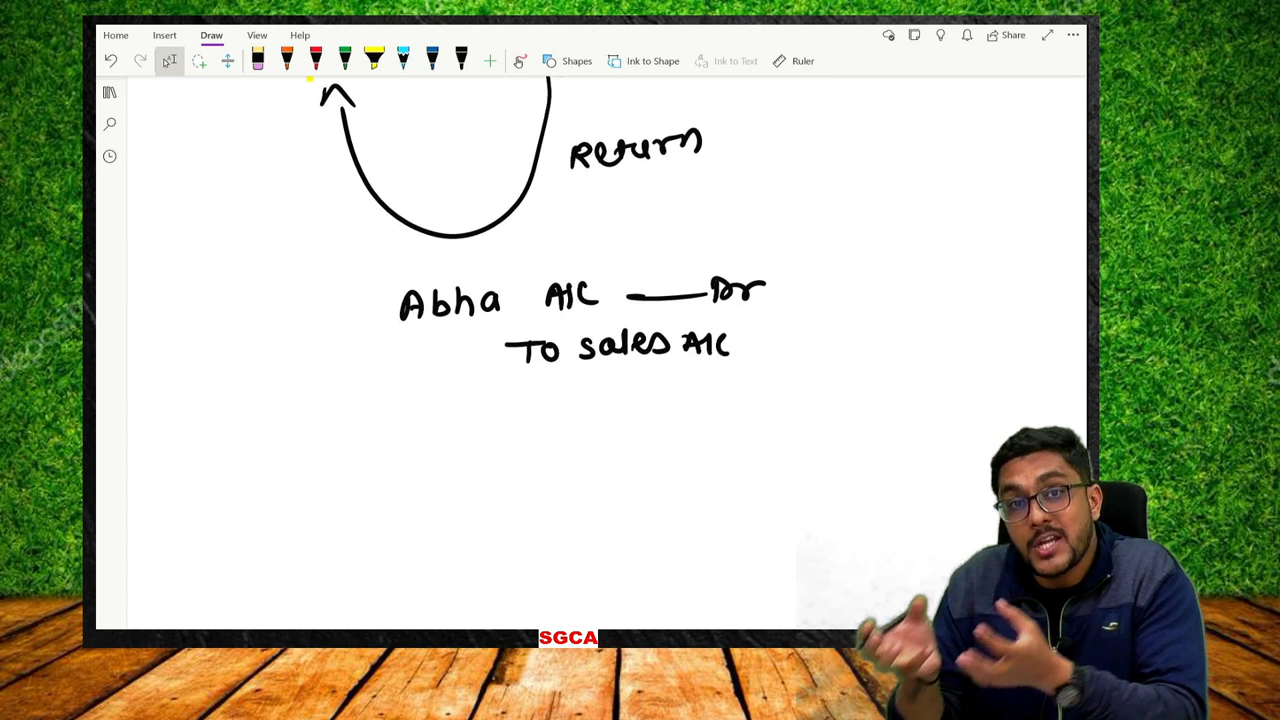 Home Insert Draw View Help Share
Shapes Ink to Shape Ink to Text Ruler
Return
Abha A/C —— Dr
To sales A/C
SGCA